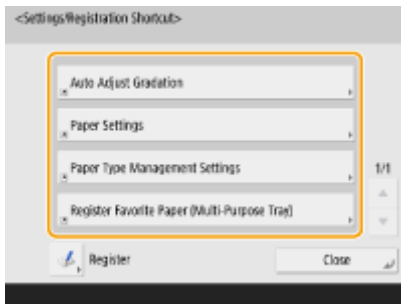 <Settings/Registration Shortcut>
Auto Adjust Gradation
Paper Settings
Paper Type Management Settings
1/1
Register Favorite Paper (Multi-Purpose Tray)
Register
Close